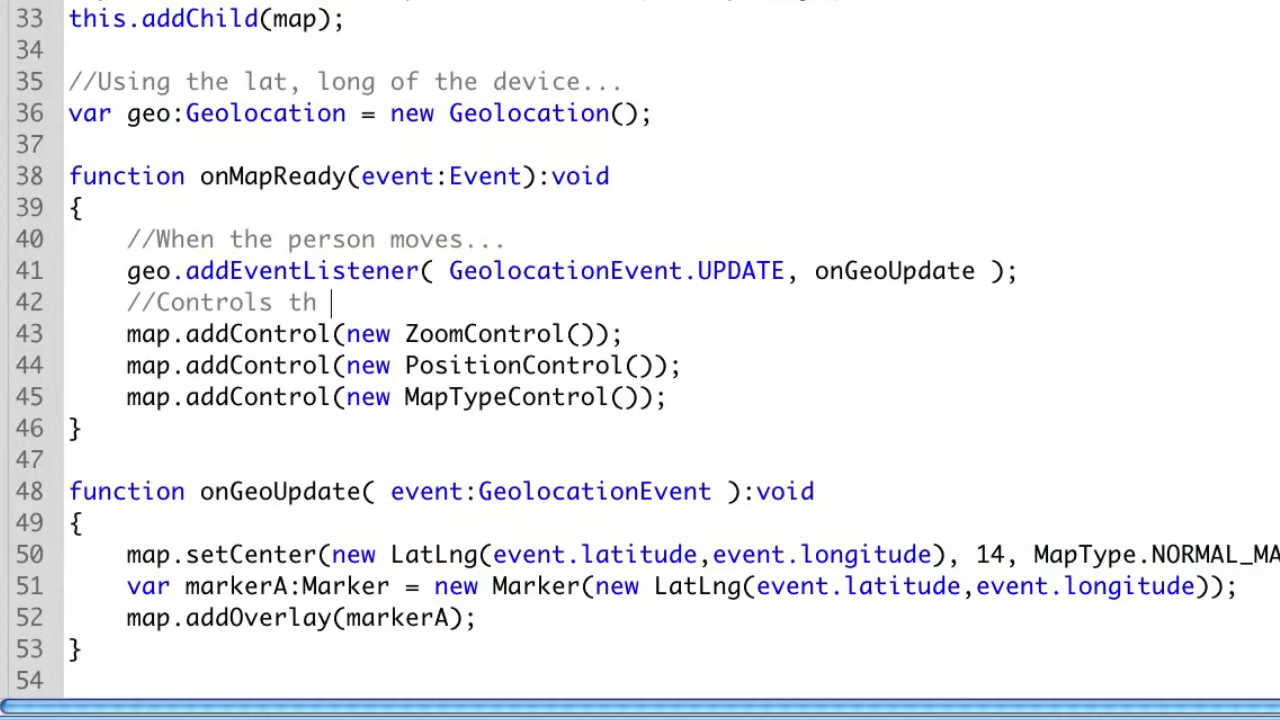 33 this.addChild(map);
34
35 //Using the lat, long of the device...
36 var geo:Geolocation = new Geolocation();
37
38 function onMapReady(event:Event):void
39 {
40 //When the person moves...
41 geo.addEventListener( GeolocationEvent.UPDATE, onGeoUpdate );
42 //Controls th
43 map.addControl(new ZoomControl());
44 map.addControl(new PositionControl());
45 map.addControl(new MapTypeControl());
46 }
47
48 function onGeoUpdate( event:GeolocationEvent ):void
49 {
50 map.setCenter(new LatLng(event.latitude,event.longitude), 14, MapType.NORMAL_MA
51 var markerA:Marker = new Marker(new LatLng(event.latitude,event.longitude));
52 map.addOverlay(markerA);
53 }
54